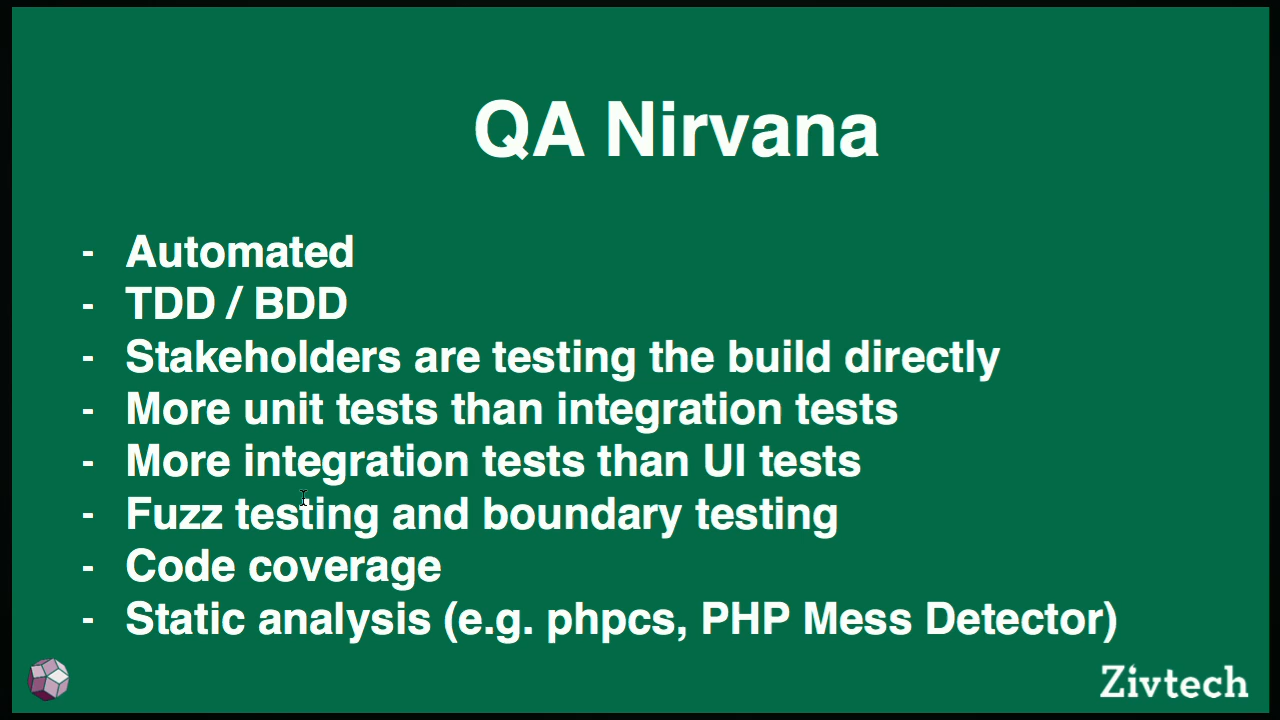 QA Nirvana
- Automated
- TDD / BDD
- Stakeholders are testing the build directly
- More unit tests than integration tests
- More integration tests than UI tests
- Fuzz testing and boundary testing
- Code coverage
- Static analysis (e.g. phpcs, PHP Mess Detector)
Zivtech